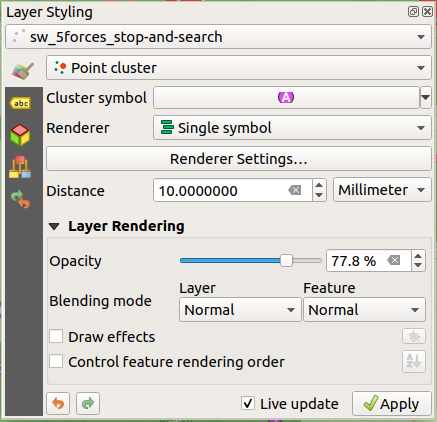 Layer Styling
sw_5forces_stop-and-search
Point cluster
abc
Cluster symbol A
Renderer Single symbol
Renderer Settings…
Distance 10.0000000 Millimeter
Layer Rendering
Opacity 77.8 %
Layer Feature
Blending mode Normal Normal
Draw effects
Control feature rendering order
Live update Apply